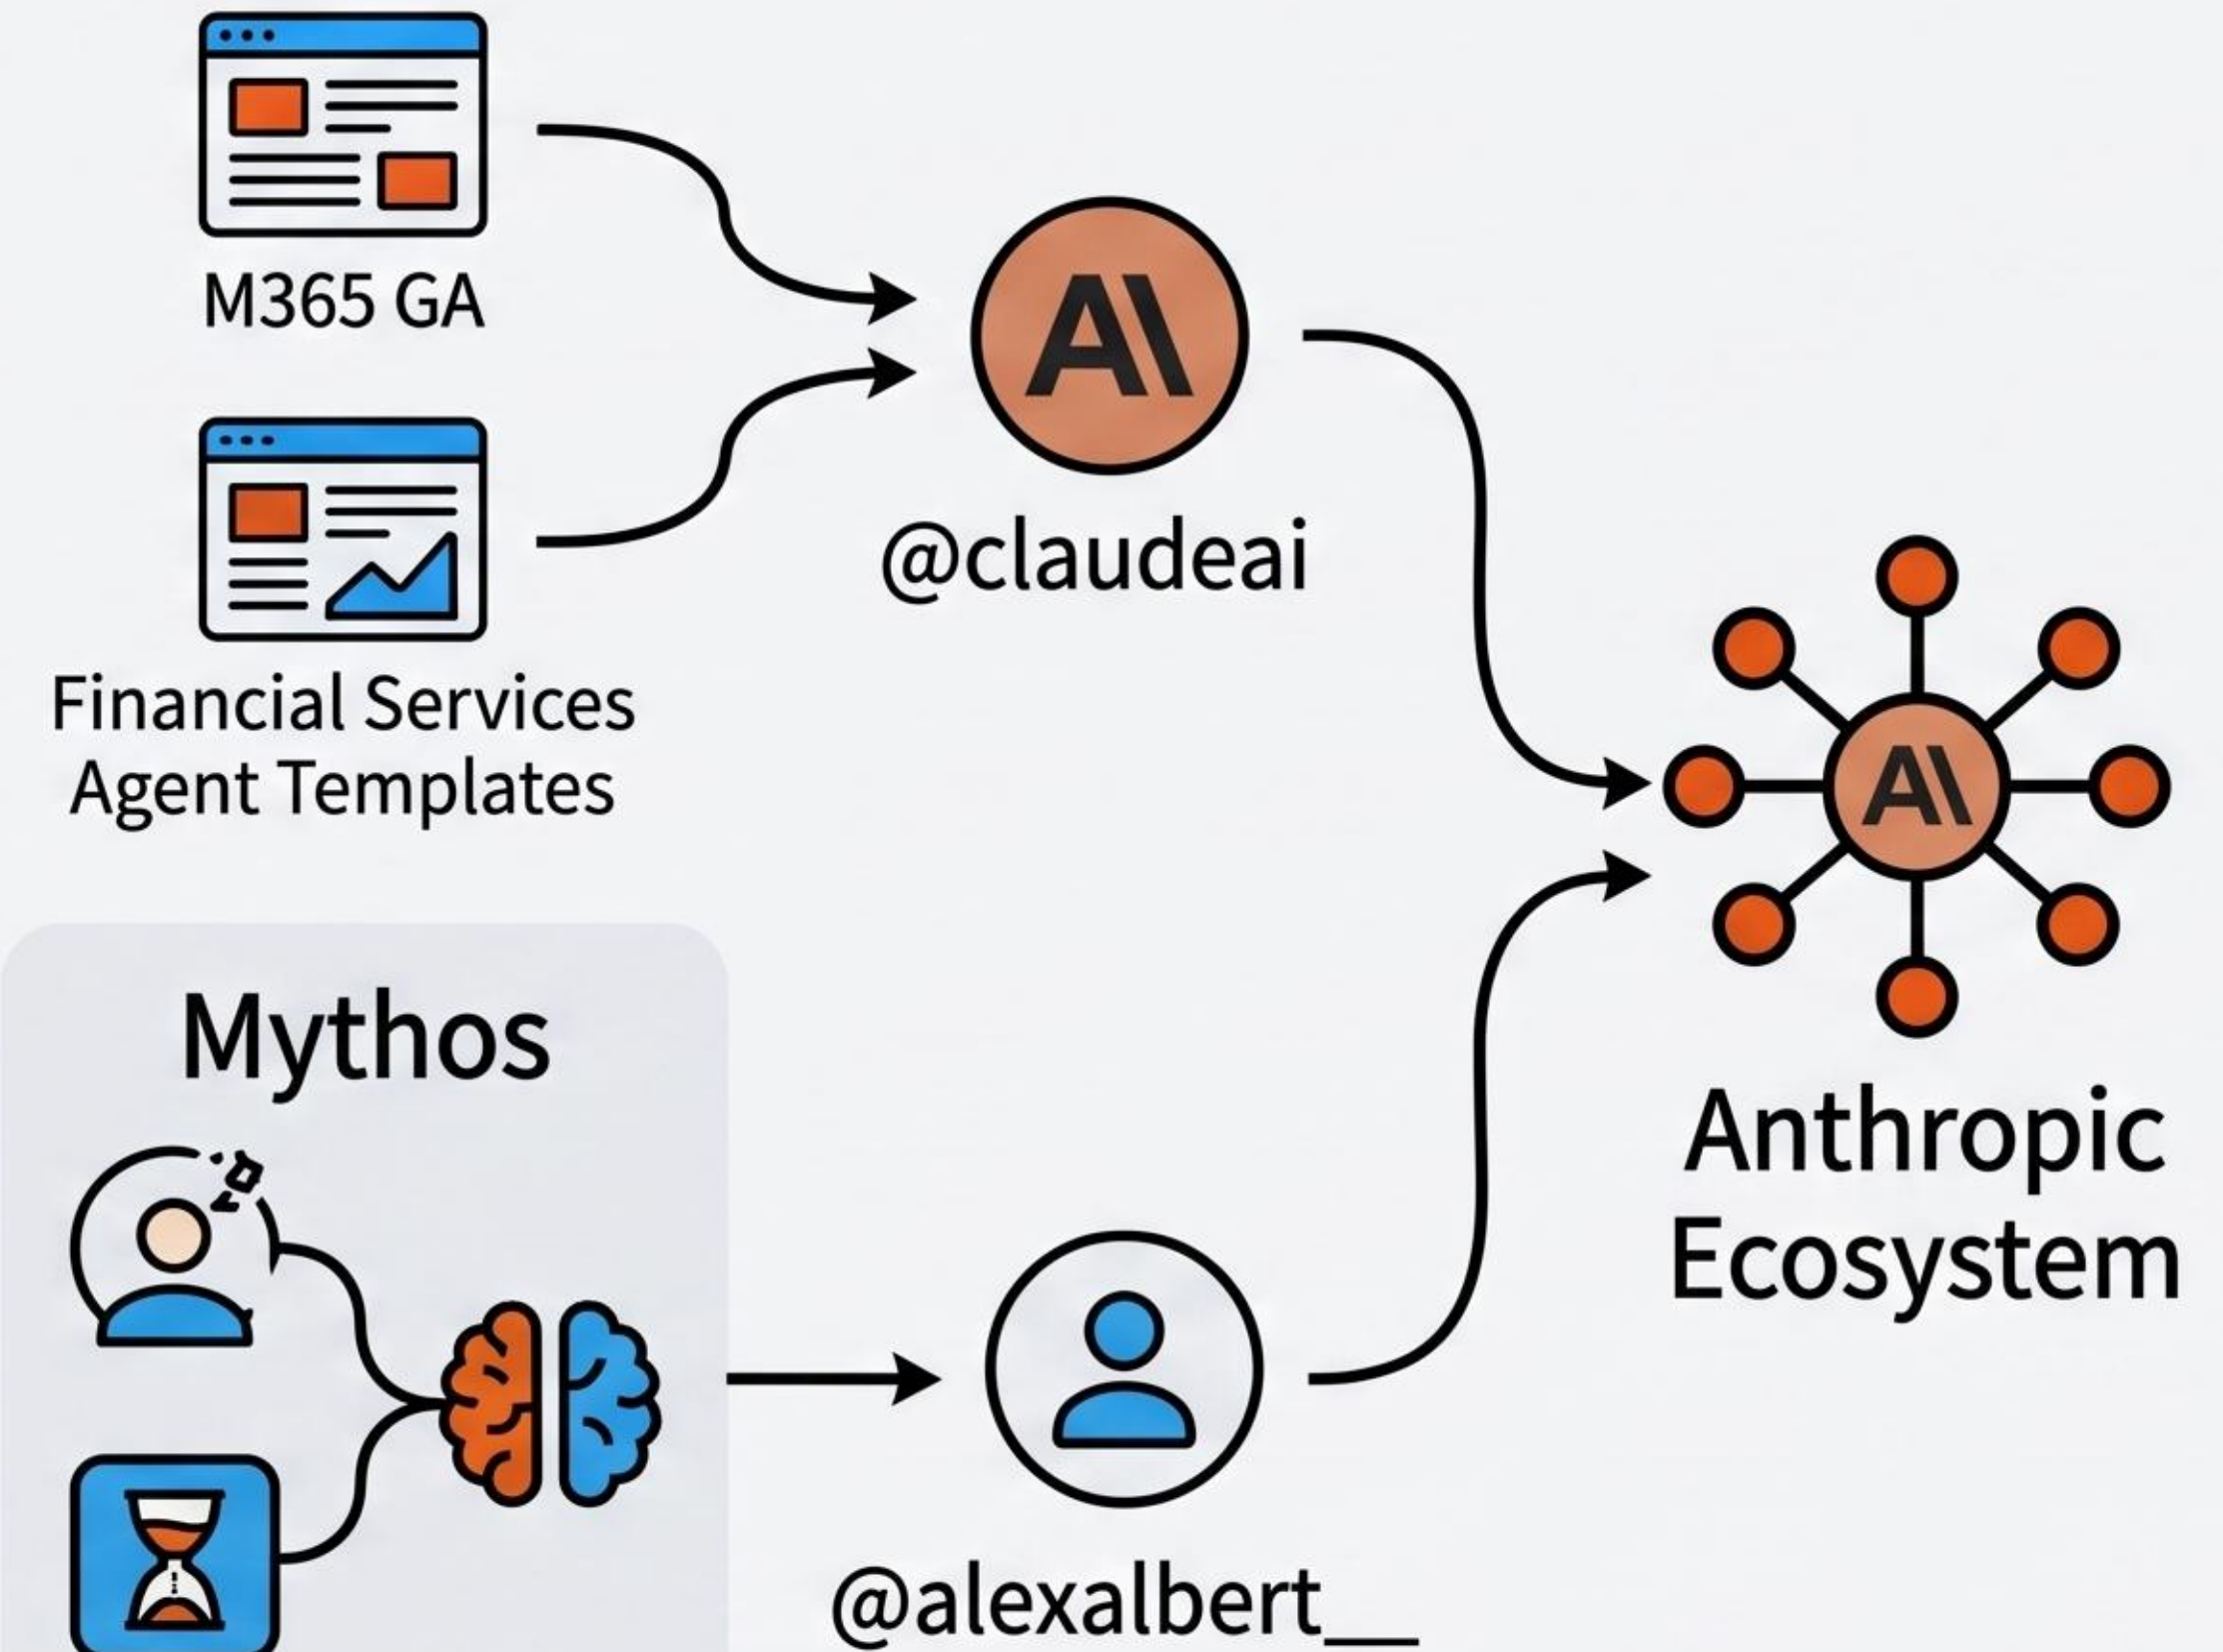 M365 GA
@claudeai
Financial Services
Agent Templates
Mythos
Anthropic
Ecosystem
@alexalbert__